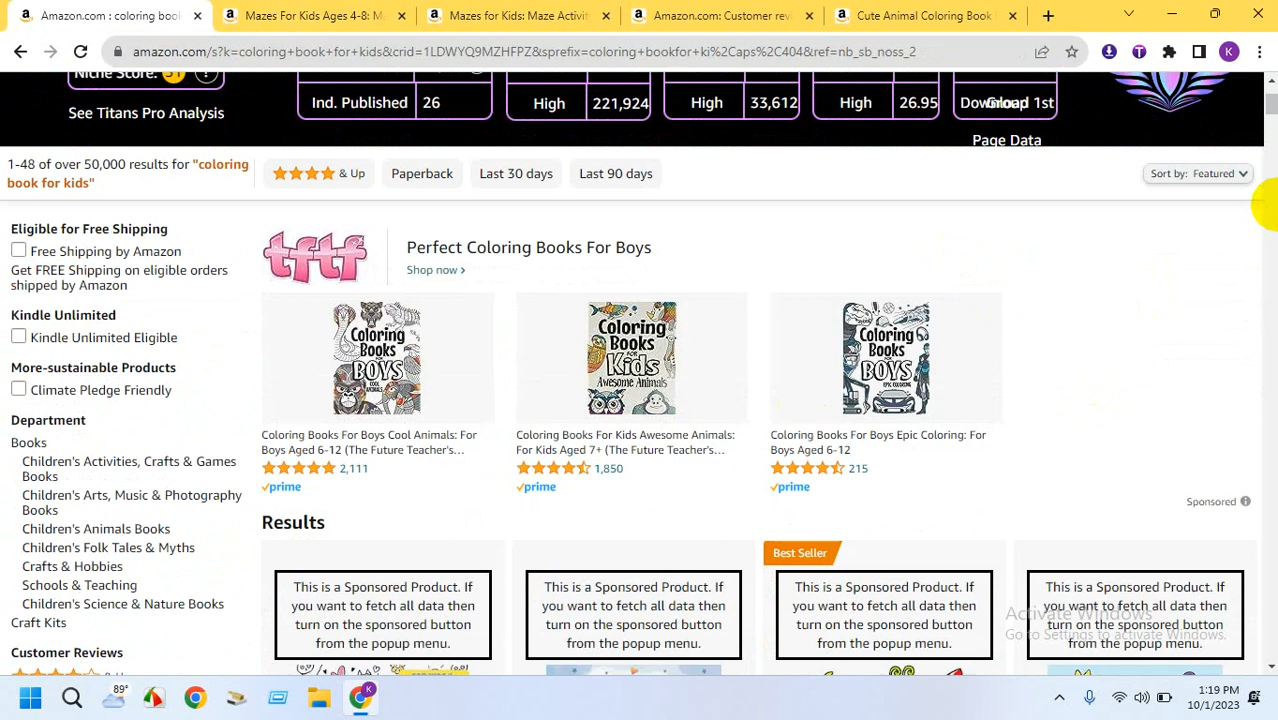 Amazon.com : coloring bool
Mazes For Kids Ages 4-8: Ma
Mazes for Kids: Maze Activit
Amazon.com: Customer revi
Cute Animal Coloring Book
amazon.com/s?k=coloring+book+for+kids&crid=1LDWYQ9MZHFPZ&sprefix=coloring+bookfor+ki%2Caps%2C404&ref=nb_sb_noss_2
K
Niche Score: 51 ?
See Titans Pro Analysis
Ind. Published 26
High 221,924
High 33,612
High 26.95
Download 1st
Page Data
1-48 of over 50,000 results for "coloring
book for kids"
& Up
Paperback
Last 30 days
Last 90 days
Sort by: Featured
Eligible for Free Shipping
Free Shipping by Amazon
Get FREE Shipping on eligible orders
shipped by Amazon
Kindle Unlimited
Kindle Unlimited Eligible
More-sustainable Products
Climate Pledge Friendly
Department
Books
Children's Activities, Crafts & Games
Books
Children's Arts, Music & Photography
Books
Children's Animals Books
Children's Folk Tales & Myths
Crafts & Hobbies
Schools & Teaching
Children's Science & Nature Books
Craft Kits
Customer Reviews
tftf
Perfect Coloring Books For Boys
Shop now ›
Coloring
Books
FOR
BOYS
COOL
ANIMALS
Coloring
Books
FOR
Kids
Awesome Animals
Coloring
Books
FOR
BOYS
EPIC COLORING
Coloring Books For Boys Cool Animals: For
Boys Aged 6-12 (The Future Teacher's...
2,111
prime
Coloring Books For Kids Awesome Animals:
For Kids Aged 7+ (The Future Teacher's...
1,850
prime
Coloring Books For Boys Epic Coloring: For
Boys Aged 6-12
215
prime
Sponsored
Results
Best Seller
This is a Sponsored Product. If
you want to fetch all data then
turn on the sponsored button
from the popup menu.
This is a Sponsored Product. If
you want to fetch all data then
turn on the sponsored button
from the popup menu.
This is a Sponsored Product. If
you want to fetch all data then
turn on the sponsored button
from the popup menu.
This is a Sponsored Product. If
you want to fetch all data then
turn on the sponsored button
from the popup menu.
Activate Windows
Go to Settings to activate Windows.
89°
K
1:19 PM
10/1/2023